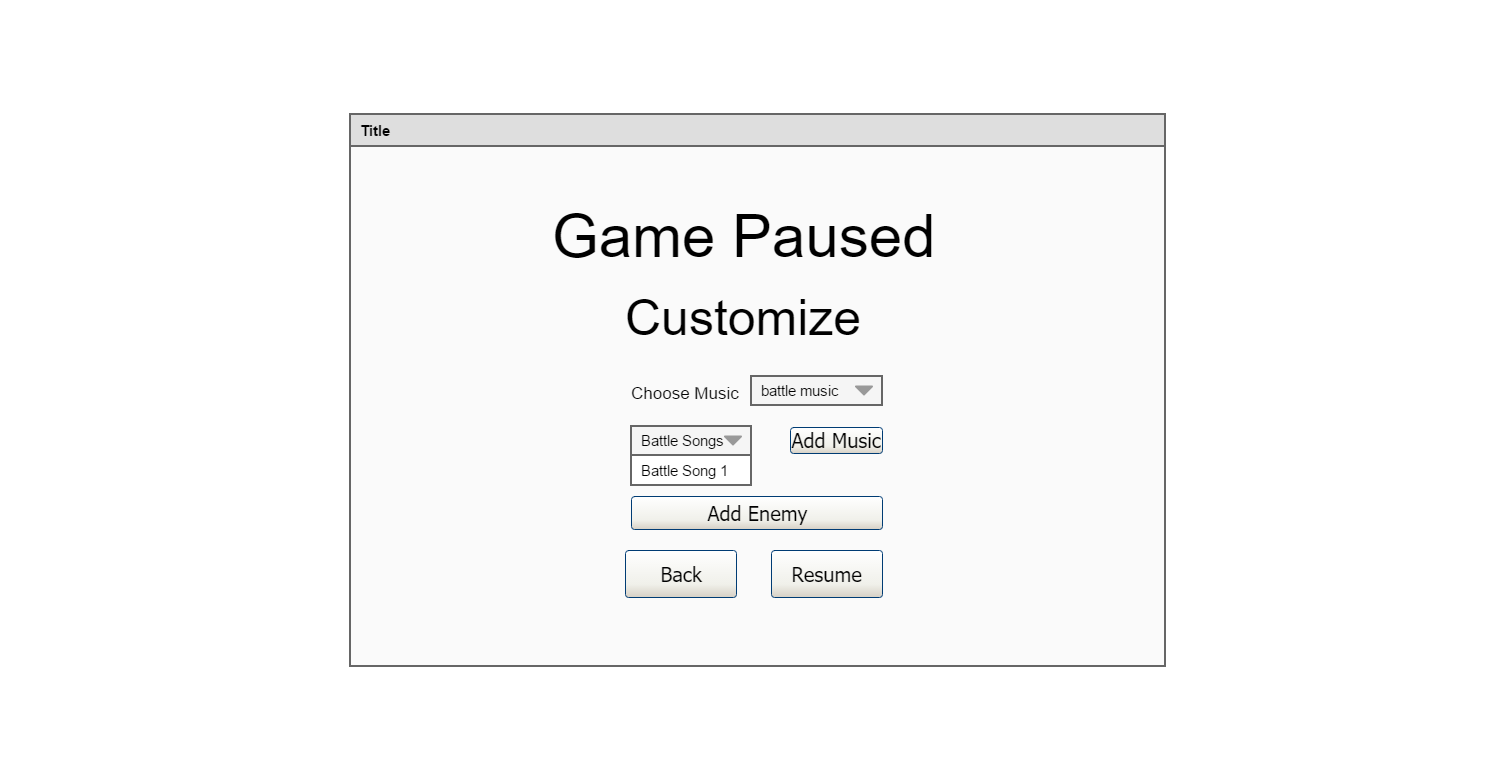 Title
Game Paused
Customize
Choose Music battle music
Battle Songs Add Music
Battle Song 1
Add Enemy
Back Resume